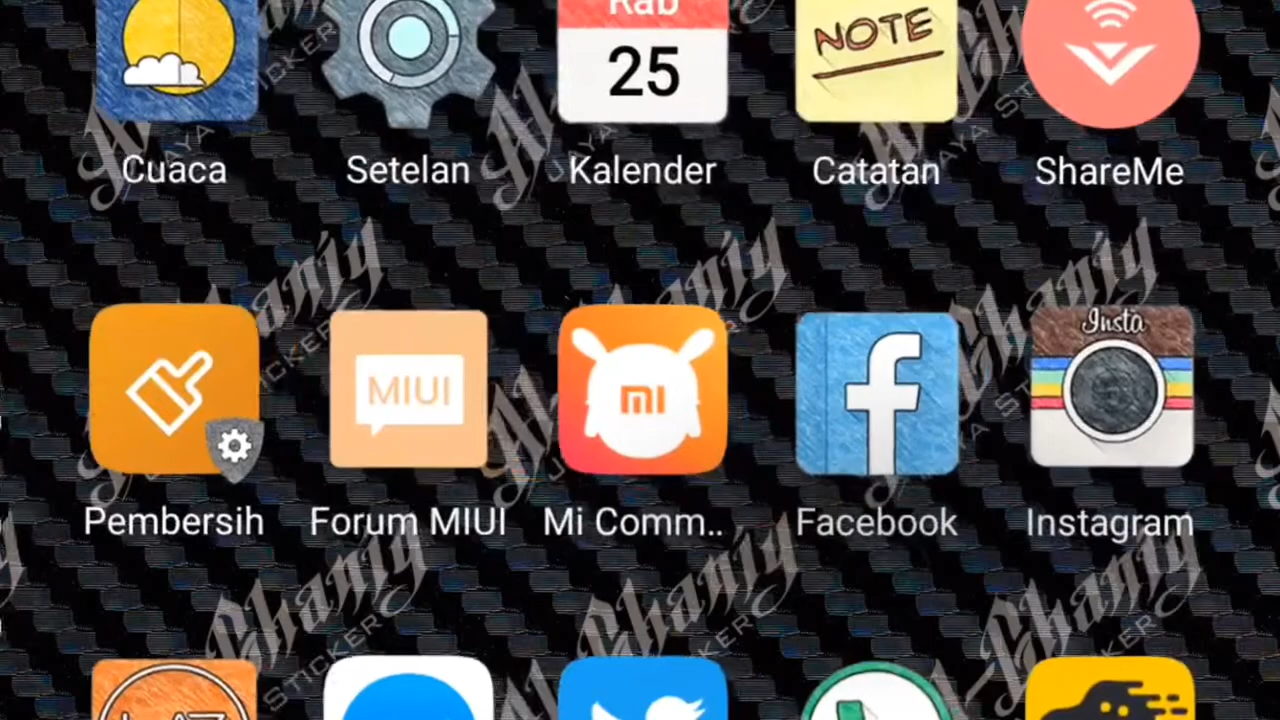 Rab
25
NOTE
Cuaca
Setelan
Kalender
Catatan
ShareMe
MIUI
mi
Insta
Pembersih
Forum MIUI
Mi Comm..
Facebook
Instagram